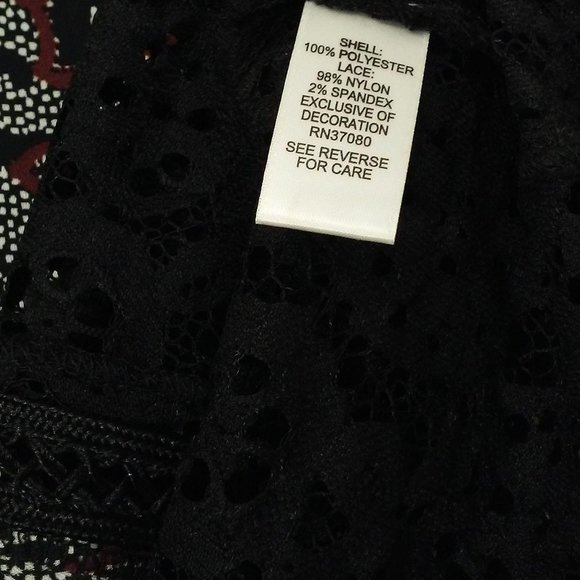 SHELL:
100% POLYESTER
LACE:
98% NYLON
2% SPANDEX
EXCLUSIVE OF
DECORATION
RN37080
SEE REVERSE
FOR CARE